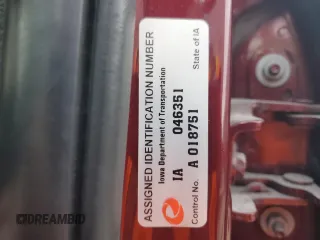 ASSIGNED IDENTIFICATION NUMBER
Iowa Department of Transportation
IA 046351
Control No. A 018751
State of IA
DREAMBID